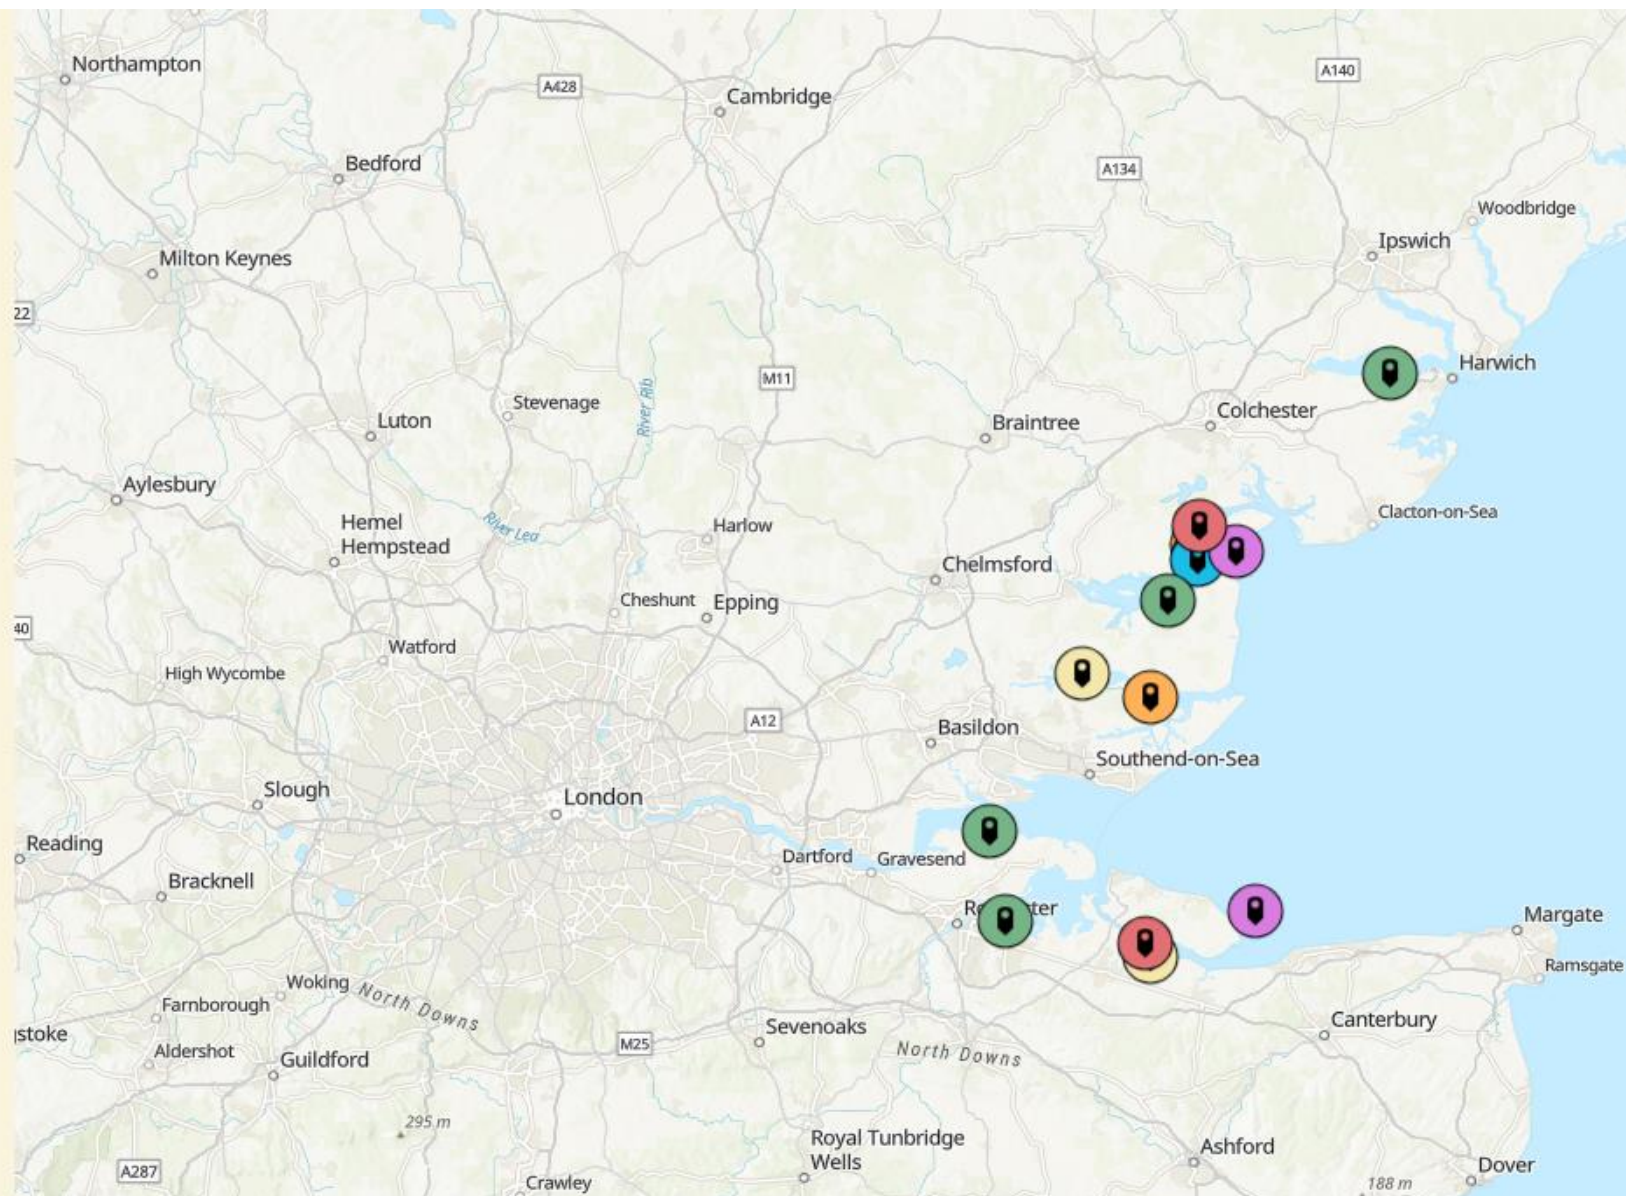 Northampton
A140
A428
Cambridge
Bedford
A134
Woodbridge
Ipswich
Milton Keynes
22
Harwich
M11
Stevenage
River Rib
Colchester
Luton
Braintree
Aylesbury
Clacton-on-Sea
Hemel
Hempstead
River Lea
Harlow
Chelmsford
Cheshunt
Epping
40
Watford
High Wycombe
A12
Basildon
Southend-on-Sea
Slough
London
Reading
Dartford
Gravesend
Bracknell
Margate
Ramsgate
Woking
North Downs
Farnborough
Canterbury
Sevenoaks
gstoke
M25
Aldershot
Guildford
North Downs
295 m
Royal Tunbridge
Wells
Ashford
A287
Dover
Crawley
188 m